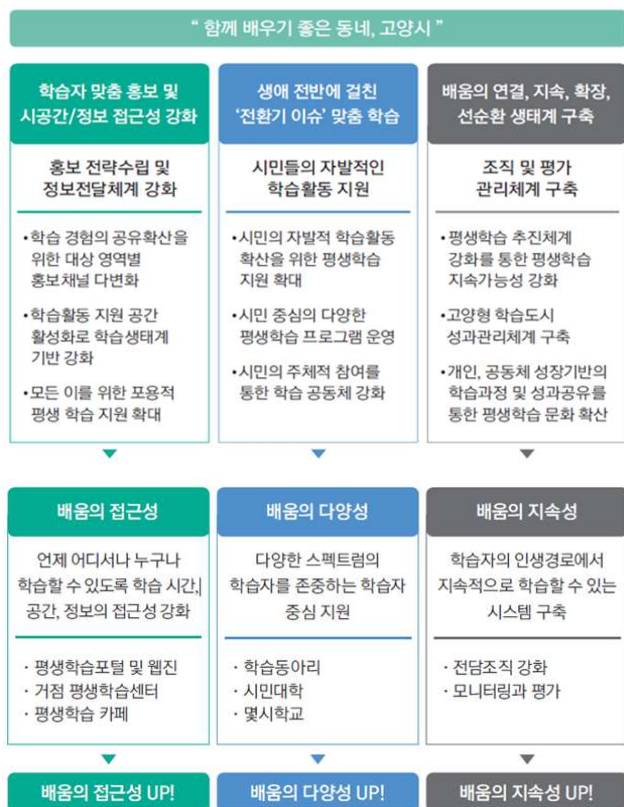 “ 함께 배우기 좋은 동네, 고양시 ”
학습자 맞춤 홍보 및
시공간/정보 접근성 강화
홍보 전략수립 및
정보전달체계 강화
•학습 경험의 공유확산을
위한 대상 영역별
홍보채널 다변화
•학습활동 지원 공간
활성화로 학습생태계
기반 강화
•모든 이를 위한 포용적
평생 학습 지원 확대
생애 전반에 걸친
‘전환기 이슈’ 맞춤 학습
시민들의 자발적인
학습활동 지원
•시민의 자발적 학습활동
확산을 위한 평생학습
지원 확대
•시민 중심의 다양한
평생학습 프로그램 운영
•시민의 주체적 참여를
통한 학습 공동체 강화
배움의 연결, 지속, 확장,
선순환 생태계 구축
조직 및 평가
관리체계 구축
•평생학습 추진체계
강화를 통한 평생학습
지속가능성 강화
•고양형 학습도시
성과관리체계 구축
•개인, 공동체 성장기반의
학습과정 및 성과공유를
통한 평생학습 문화 확산
배움의 접근성
언제 어디서나 누구나
학습할 수 있도록 학습 시간,
공간, 정보의 접근성 강화
· 평생학습포털 및 웹진
· 거점 평생학습센터
· 평생학습 카페
배움의 접근성 UP!
배움의 다양성
다양한 스펙트럼의
학습자를 존중하는 학습자
중심 지원
· 학습동아리
· 시민대학
· 몇시학교
배움의 다양성 UP!
배움의 지속성
학습자의 인생경로에서
지속적으로 학습할 수 있는
시스템 구축
· 전담조직 강화
· 모니터링과 평가
배움의 지속성 UP!